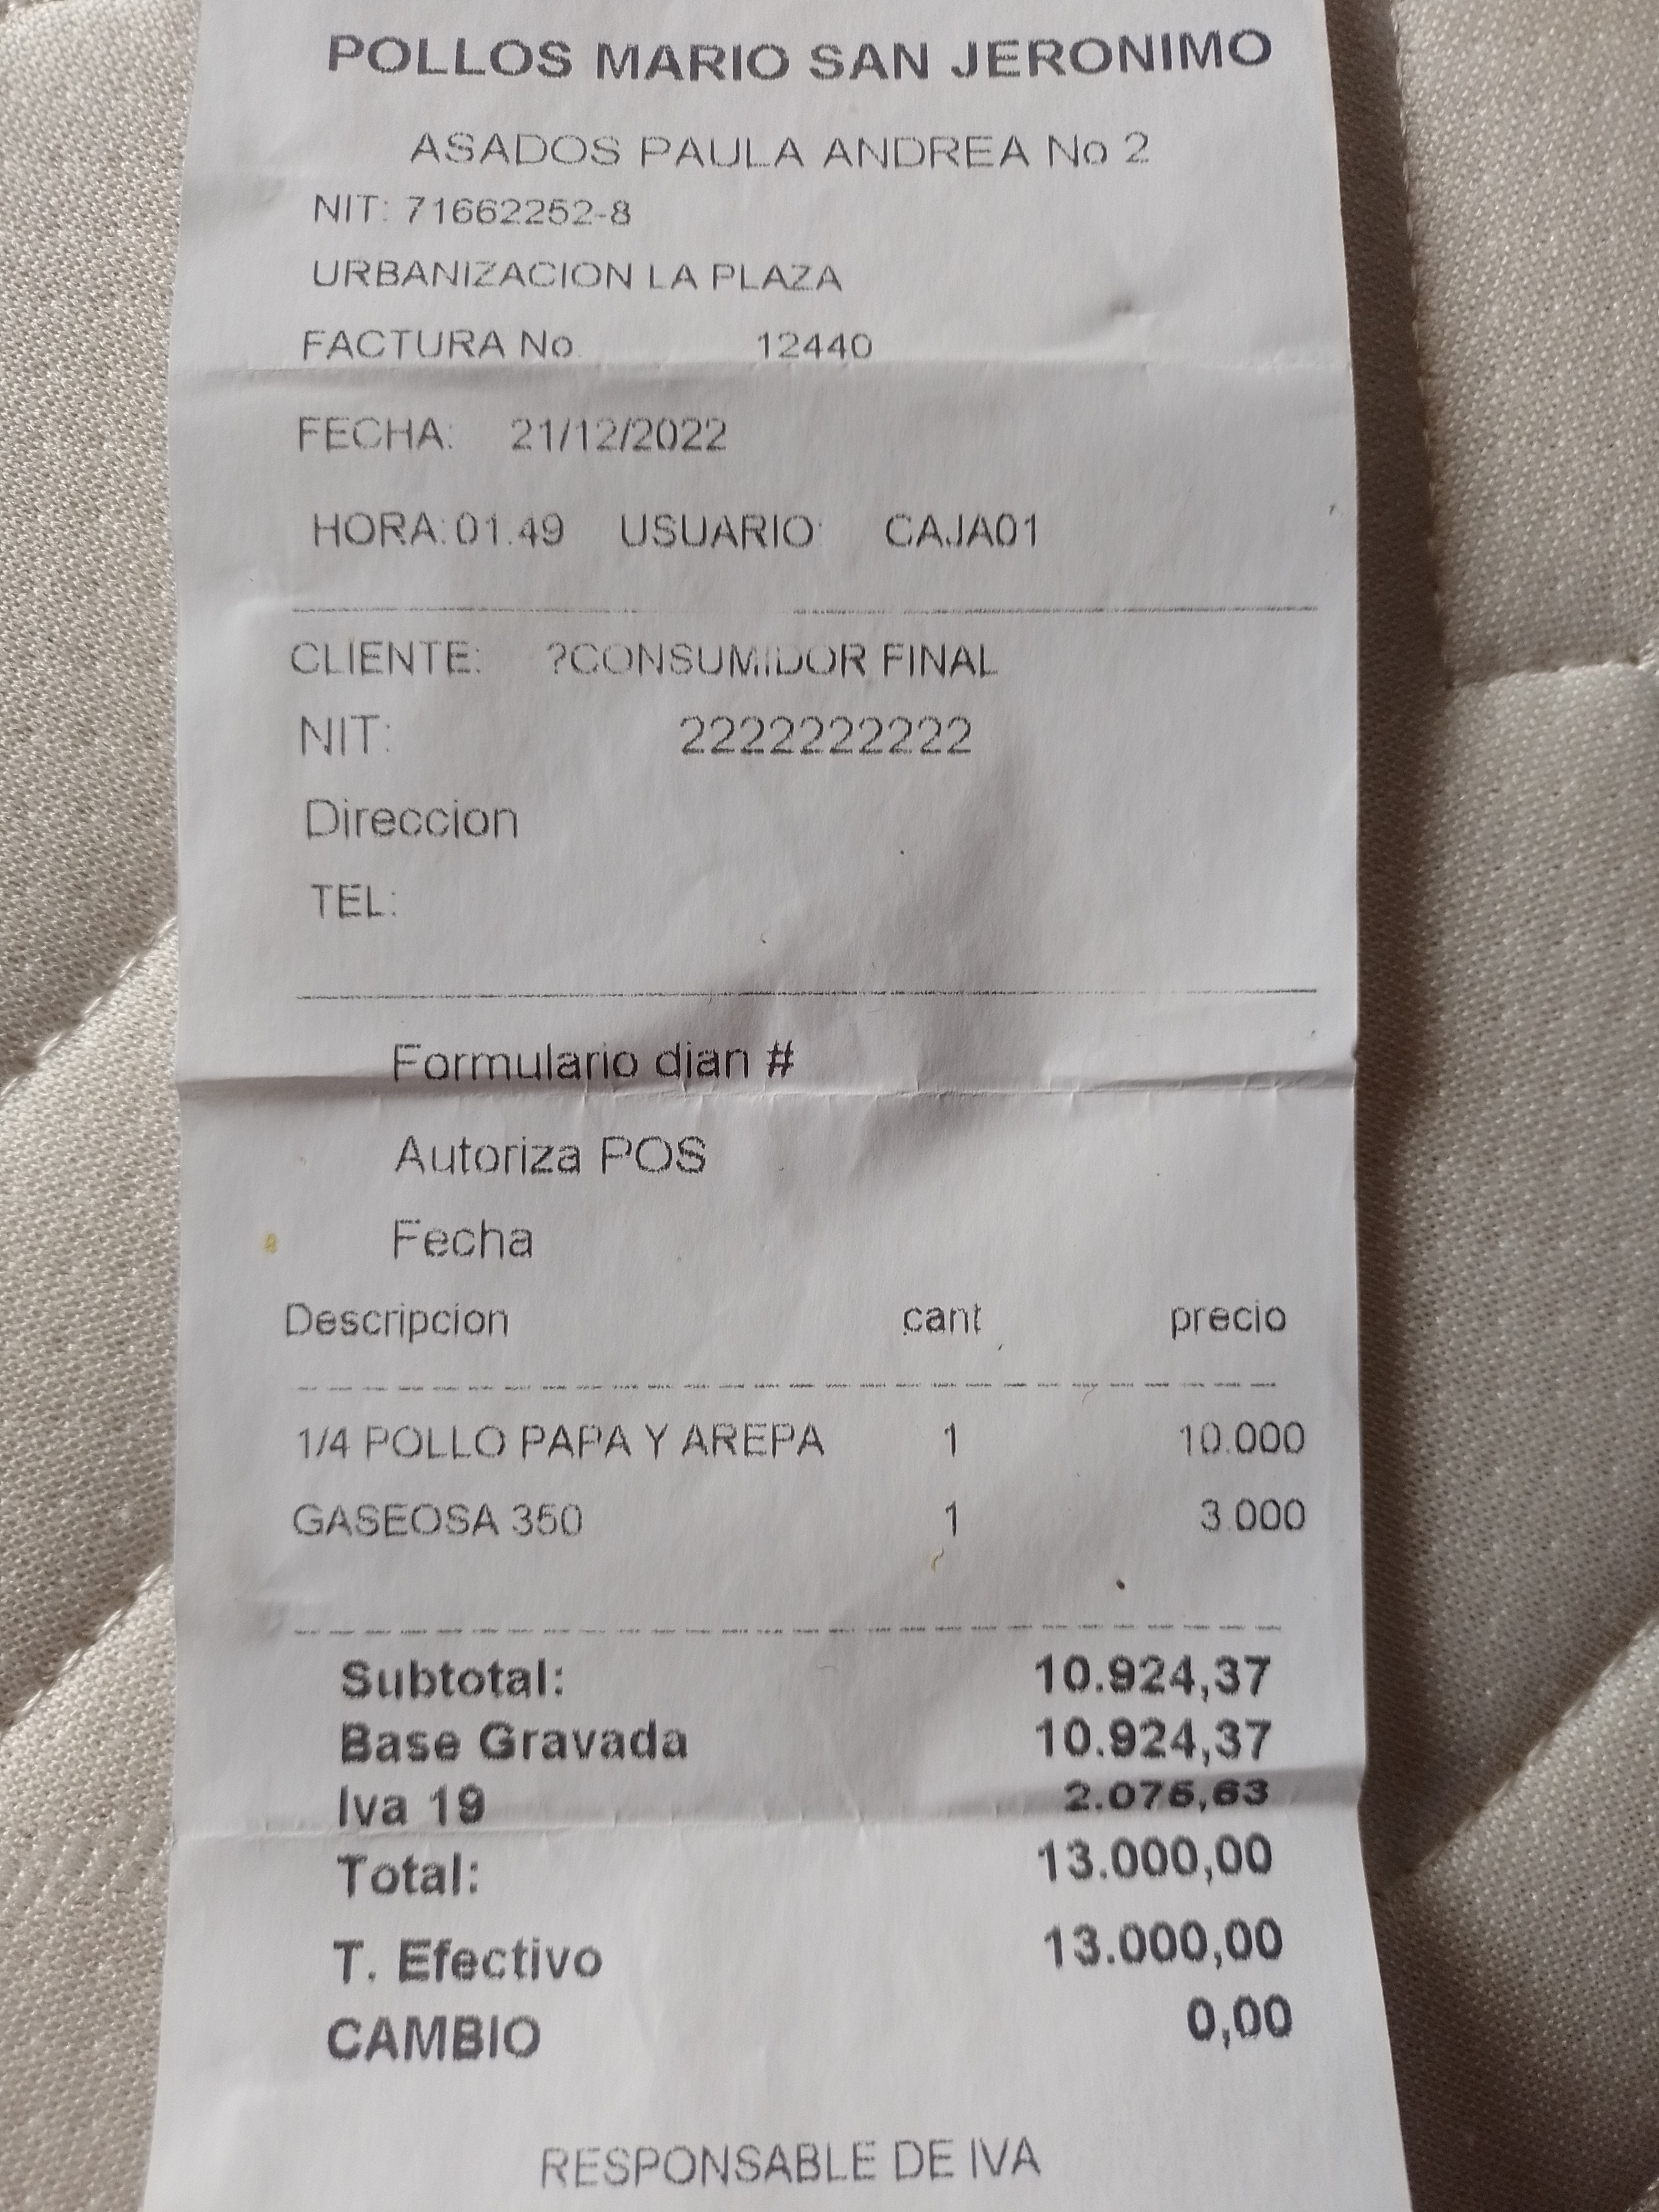 POLLOS MARIO SAN JERONIMO
ASADOS PAULA ANDREA No 2
NIT: 71662252-8
URBANIZACION LA PLAZA
FACTURA No 12440
FECHA: 21/12/2022
HORA: 01:49 USUARIO: CAJA01
CLIENTE: ?CONSUMIDOR FINAL
NIT: 2222222222
Direccion
TEL:
Formulario dian #
Autoriza POS
Fecha
Descripcion cant precio
1/4 POLLO PAPA Y AREPA 1 10.000
GASEOSA 350 1 3.000
Subtotal: 10.924,37
Base Gravada 10.924,37
Iva 19 2.075,63
Total: 13.000,00
T. Efectivo 13.000,00
CAMBIO 0,00
RESPONSABLE DE IVA